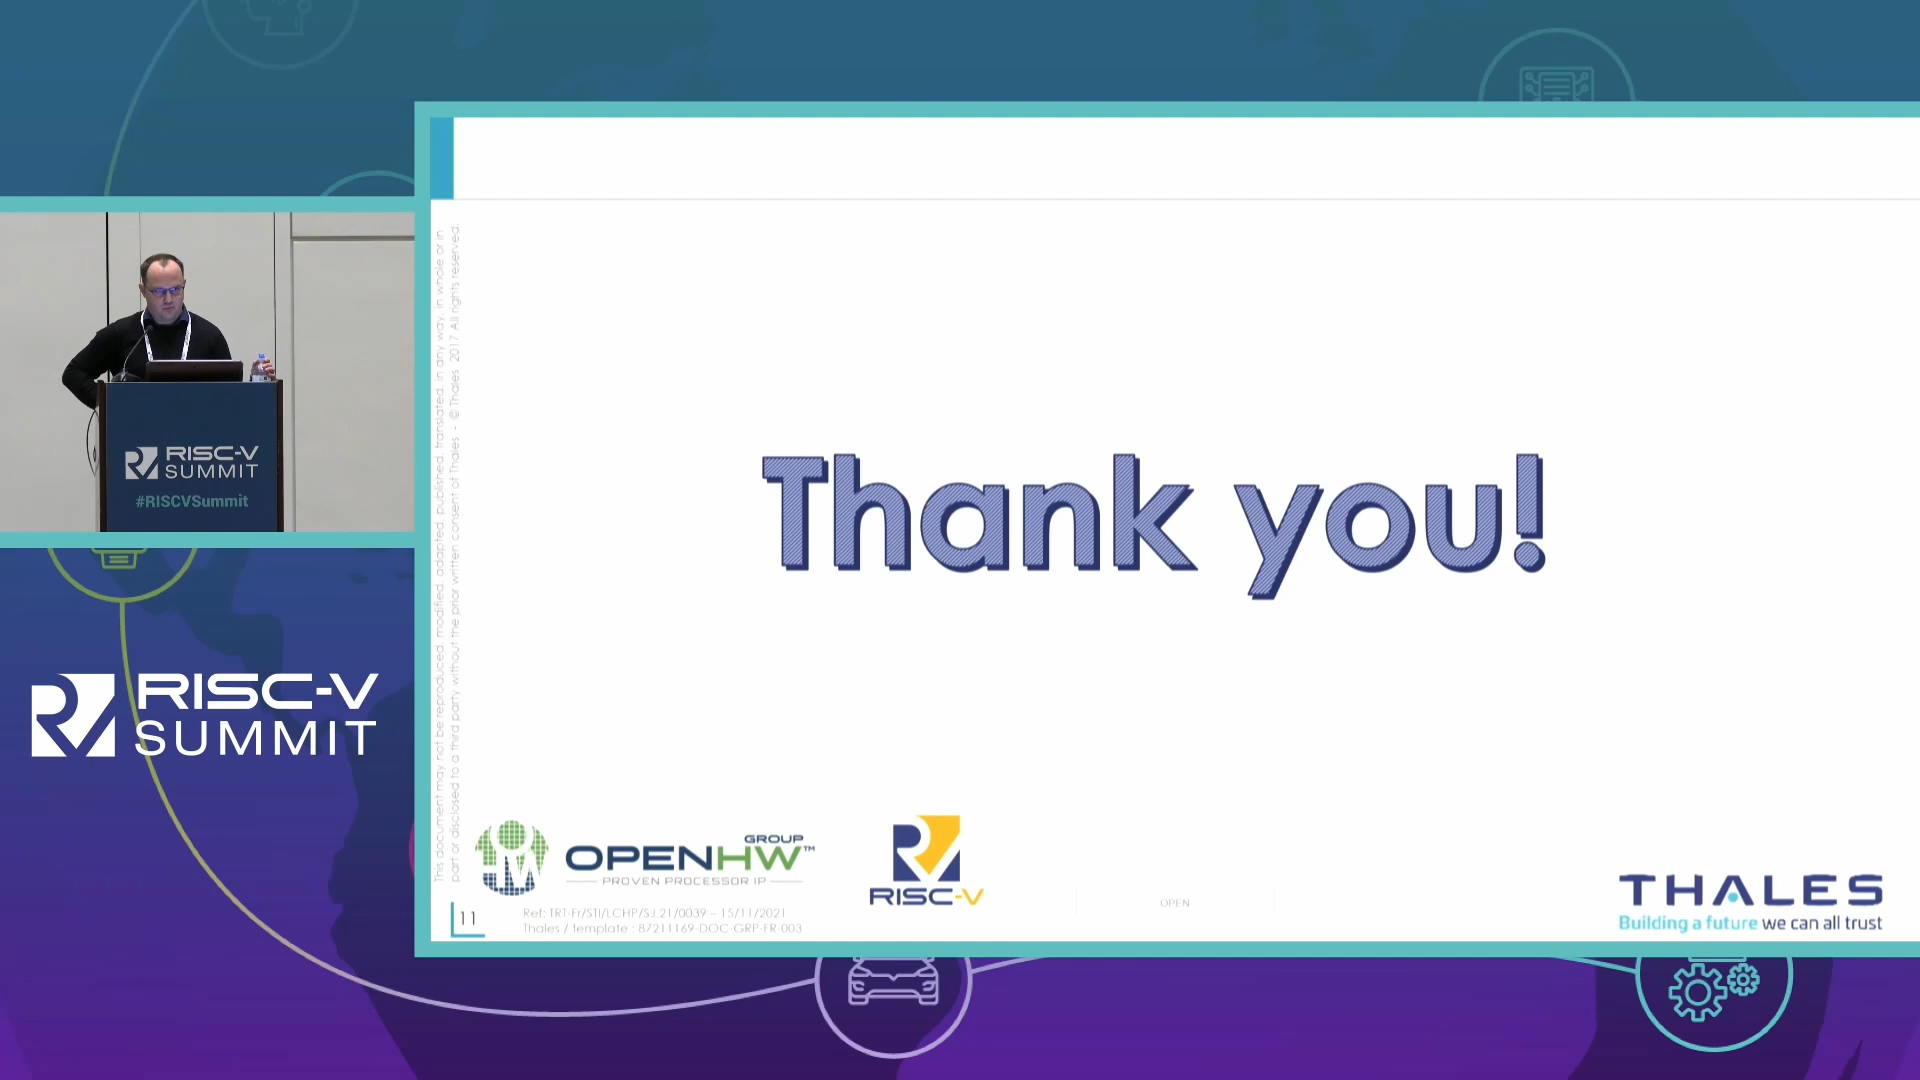 This document may not be reproduced, modified, adapted, published, translated, in any way, in whole or in
part or disclosed to a third party without the prior written consent of Thales - © Thales 2017 All rights reserved.
RISC-V
SUMMIT
#RISCVSummit
Thank you!
RISC-V
SUMMIT
OPENHW GROUP™
PROVEN PROCESSOR IP
RISC-V
11
Ref: TRT-Fr/STI/LCHP/SJ.21/0039 – 15/11/2021
Thales / template : 87211169-DOC-GRP-FR-003
OPEN
THALES
Building a future we can all trust